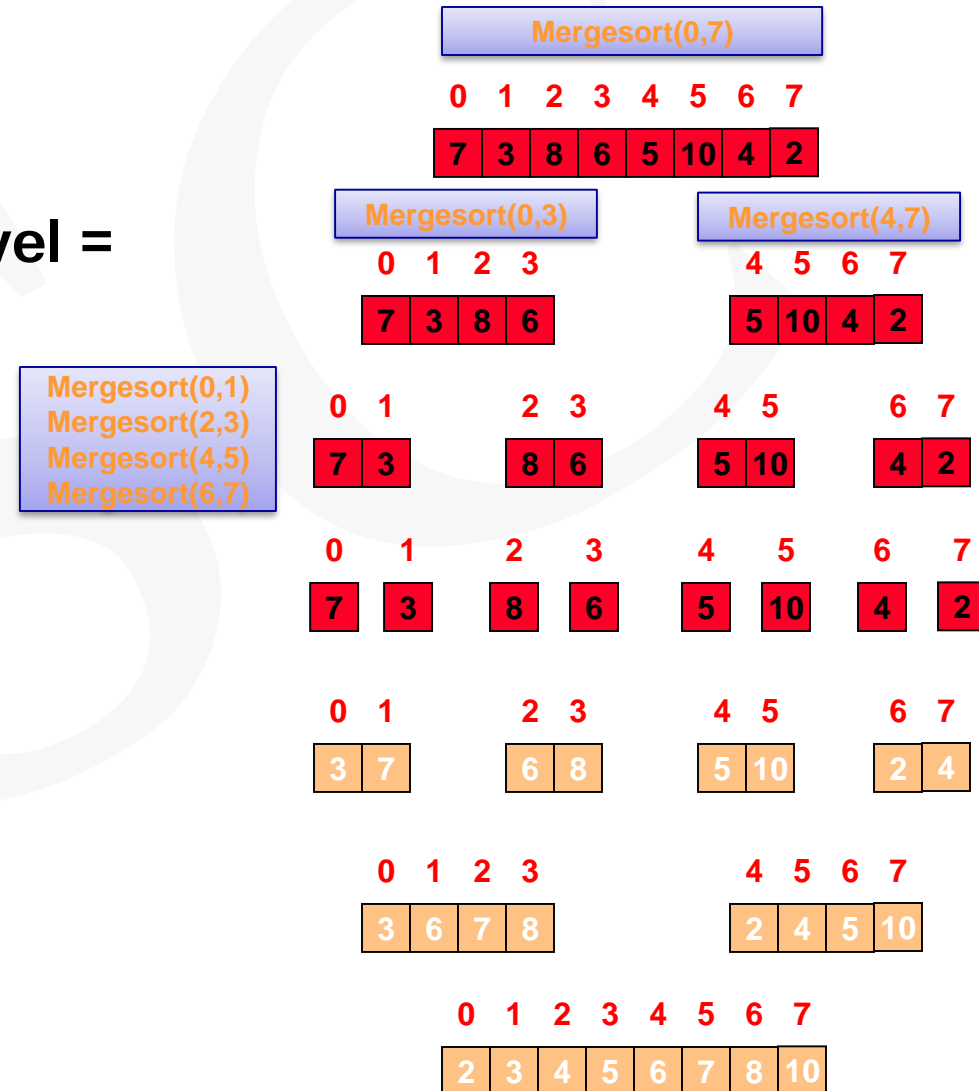 Mergesort(0,7)
0 1 2 3 4 5 6 7
7 3 8 6 5 10 4 2
Mergesort(0,3) Mergesort(4,7)
vel =
0 1 2 3 4 5 6 7
7 3 8 6 5 10 4 2
Mergesort(0,1)
Mergesort(2,3)
Mergesort(4,5)
Mergesort(6,7)
0 1 2 3 4 5 6 7
7 3 8 6 5 10 4 2
0 1 2 3 4 5 6 7
7 3 8 6 5 10 4 2
0 1 2 3 4 5 6 7
3 7 6 8 5 10 2 4
0 1 2 3 4 5 6 7
3 6 7 8 2 4 5 10
0 1 2 3 4 5 6 7
2 3 4 5 6 7 8 10